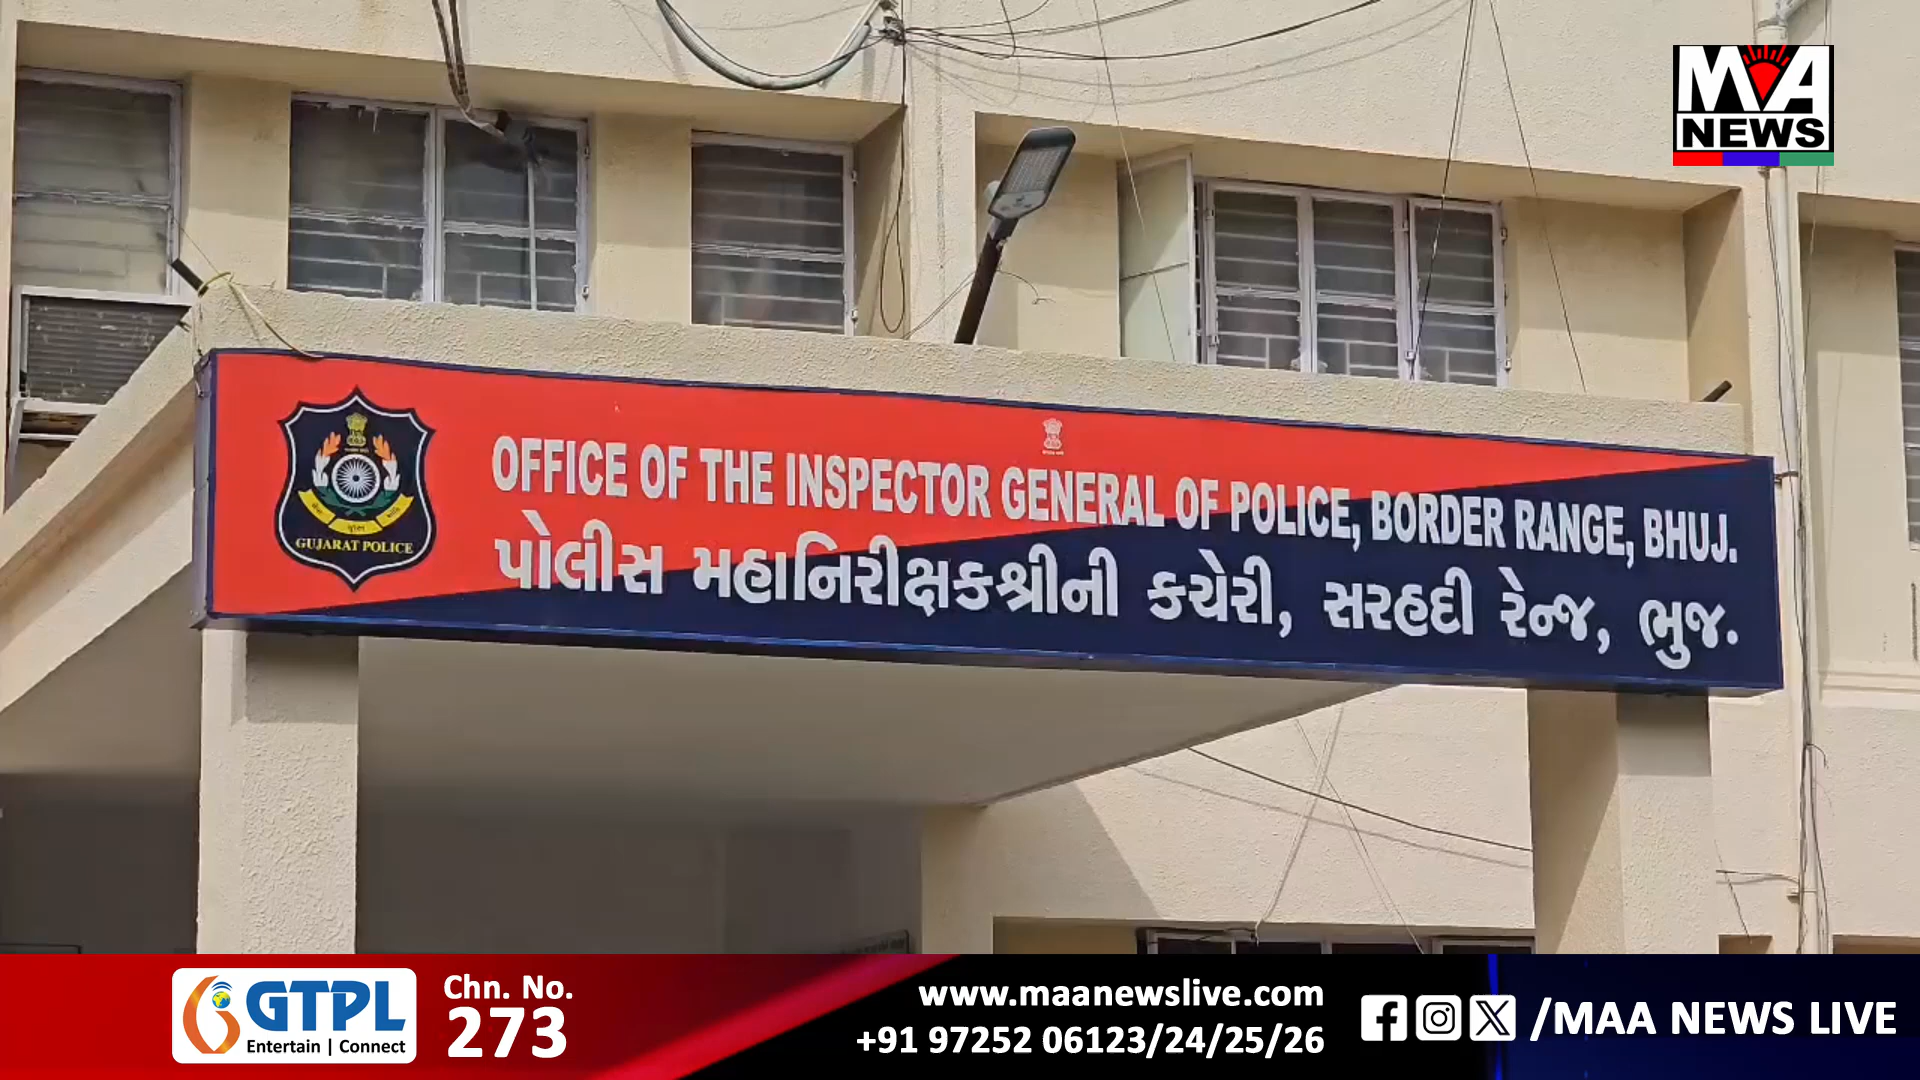 MAA
NEWS
OFFICE OF THE INSPECTOR GENERAL OF POLICE, BORDER RANGE, BHUJ.
પોલીસ મહાનિરીક્ષકશ્રીની કચેરી, સરહદી રેન્જ, ભુજ.
GUJARAT POLICE
GTPL
Entertain | Connect
Chn. No.
273
www.maanewslive.com
+91 97252 06123/24/25/26
/MAA NEWS LIVE